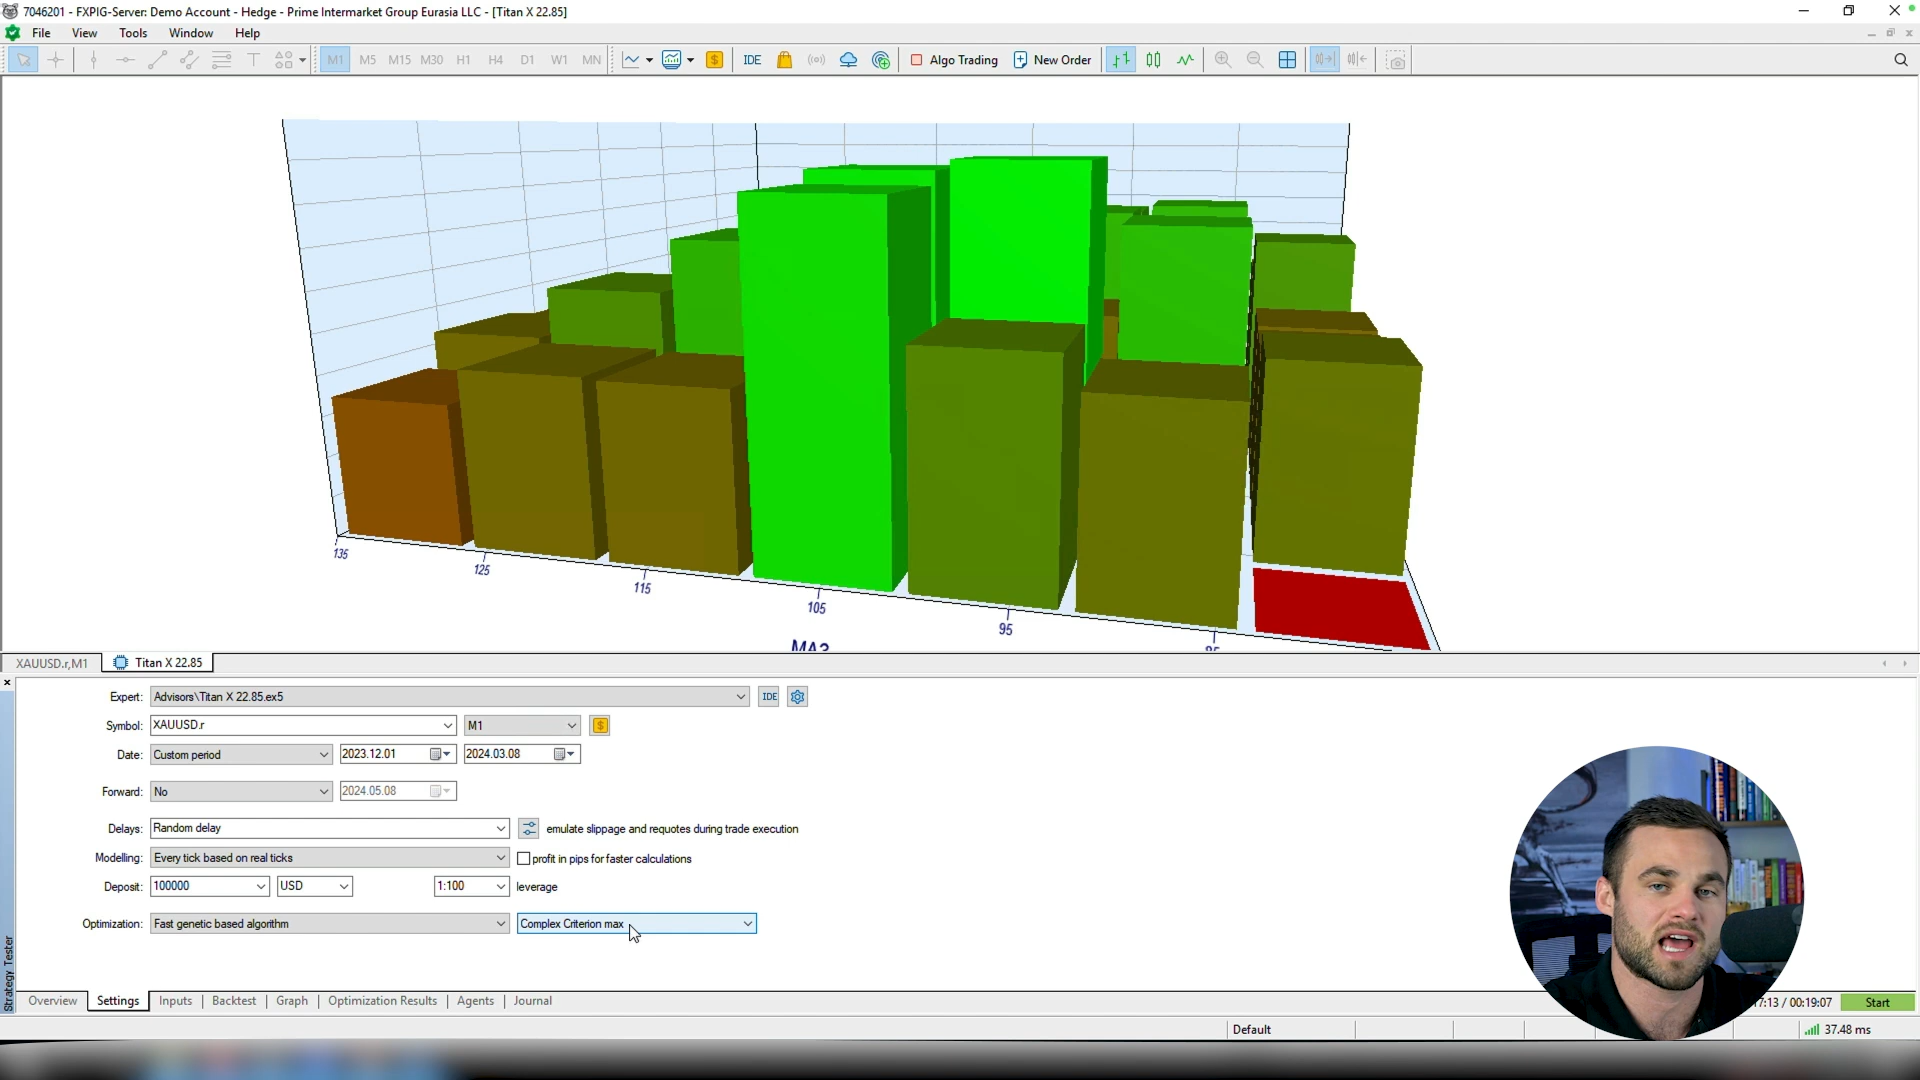 7046201 - FXPIG-Server: Demo Account - Hedge - Prime Intermarket Group Eurasia LLC - [Titan X 22.85]
File View Tools Window Help
M1 M5 M15 M30 H1 H4 D1 W1 MN IDE Algo Trading New Order
135
125
115
105
95
85
MA3
XAUUSD.r,M1 Titan X 22.85
Expert: Advisors\Titan X 22.85.ex5 IDE
Symbol: XAUUSD.r M1
Date: Custom period 2023.12.01 2024.03.08
Forward: No 2024.05.08
Delays: Random delay emulate slippage and requotes during trade execution
Modelling: Every tick based on real ticks profit in pips for faster calculations
Deposit: 100000 USD 1:100 leverage
Optimization: Fast genetic based algorithm Complex Criterion max
Strategy Tester
Overview Settings Inputs Backtest Graph Optimization Results Agents Journal
7:13 / 00:19:07 Start
Default 37.48 ms